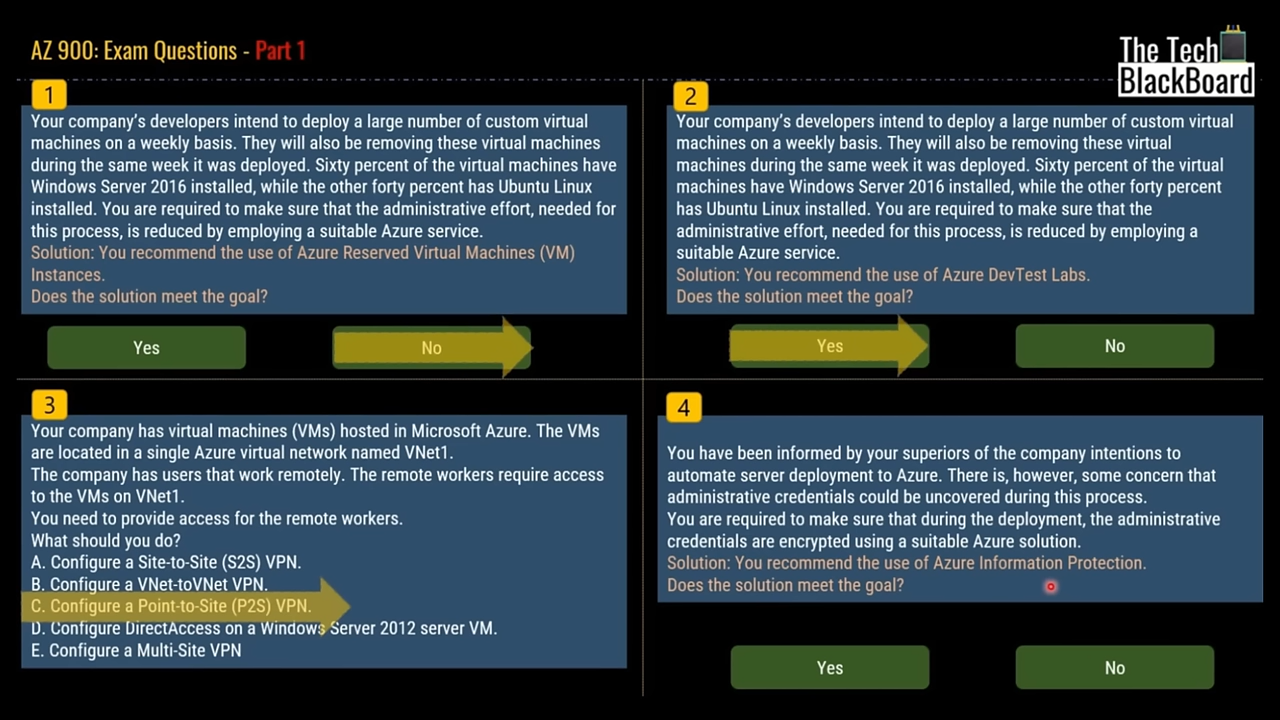 AZ 900: Exam Questions - Part 1
The Tech
BlackBoard
1
Your company's developers intend to deploy a large number of custom virtual
machines on a weekly basis. They will also be removing these virtual machines
during the same week it was deployed. Sixty percent of the virtual machines have
Windows Server 2016 installed, while the other forty percent has Ubuntu Linux
installed. You are required to make sure that the administrative effort, needed for
this process, is reduced by employing a suitable Azure service.
Solution: You recommend the use of Azure Reserved Virtual Machines (VM)
Instances.
Does the solution meet the goal?
Yes
No
2
Your company's developers intend to deploy a large number of custom virtual
machines on a weekly basis. They will also be removing these virtual
machines during the same week it was deployed. Sixty percent of the virtual
machines have Windows Server 2016 installed, while the other forty percent
has Ubuntu Linux installed. You are required to make sure that the
administrative effort, needed for this process, is reduced by employing a
suitable Azure service.
Solution: You recommend the use of Azure DevTest Labs.
Does the solution meet the goal?
Yes
No
3
Your company has virtual machines (VMs) hosted in Microsoft Azure. The VMs
are located in a single Azure virtual network named VNet1.
The company has users that work remotely. The remote workers require access
to the VMs on VNet1.
You need to provide access for the remote workers.
What should you do?
A. Configure a Site-to-Site (S2S) VPN.
B. Configure a VNet-toVNet VPN.
C. Configure a Point-to-Site (P2S) VPN.
D. Configure DirectAccess on a Windows Server 2012 server VM.
E. Configure a Multi-Site VPN
4
You have been informed by your superiors of the company intentions to
automate server deployment to Azure. There is, however, some concern that
administrative credentials could be uncovered during this process.
You are required to make sure that during the deployment, the administrative
credentials are encrypted using a suitable Azure solution.
Solution: You recommend the use of Azure Information Protection.
Does the solution meet the goal?
Yes
No